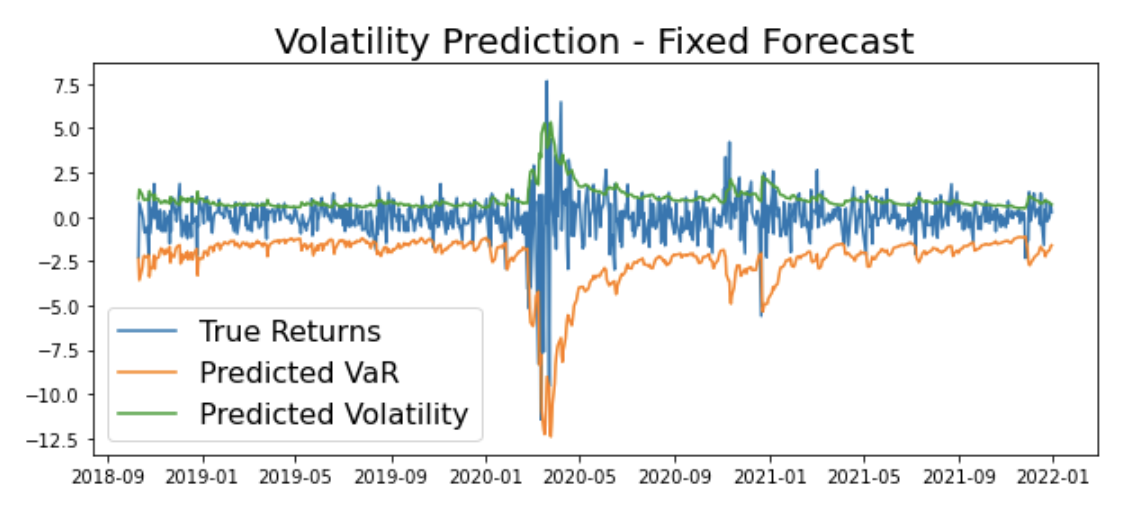 Volatility Prediction - Fixed Forecast
7.5
5.0
2.5
0.0
−2.5
−5.0
−7.5
−10.0
−12.5
True Returns
Predicted VaR
Predicted Volatility
2018-09 2019-01 2019-05 2019-09 2020-01 2020-05 2020-09 2021-01 2021-05 2021-09 2022-01